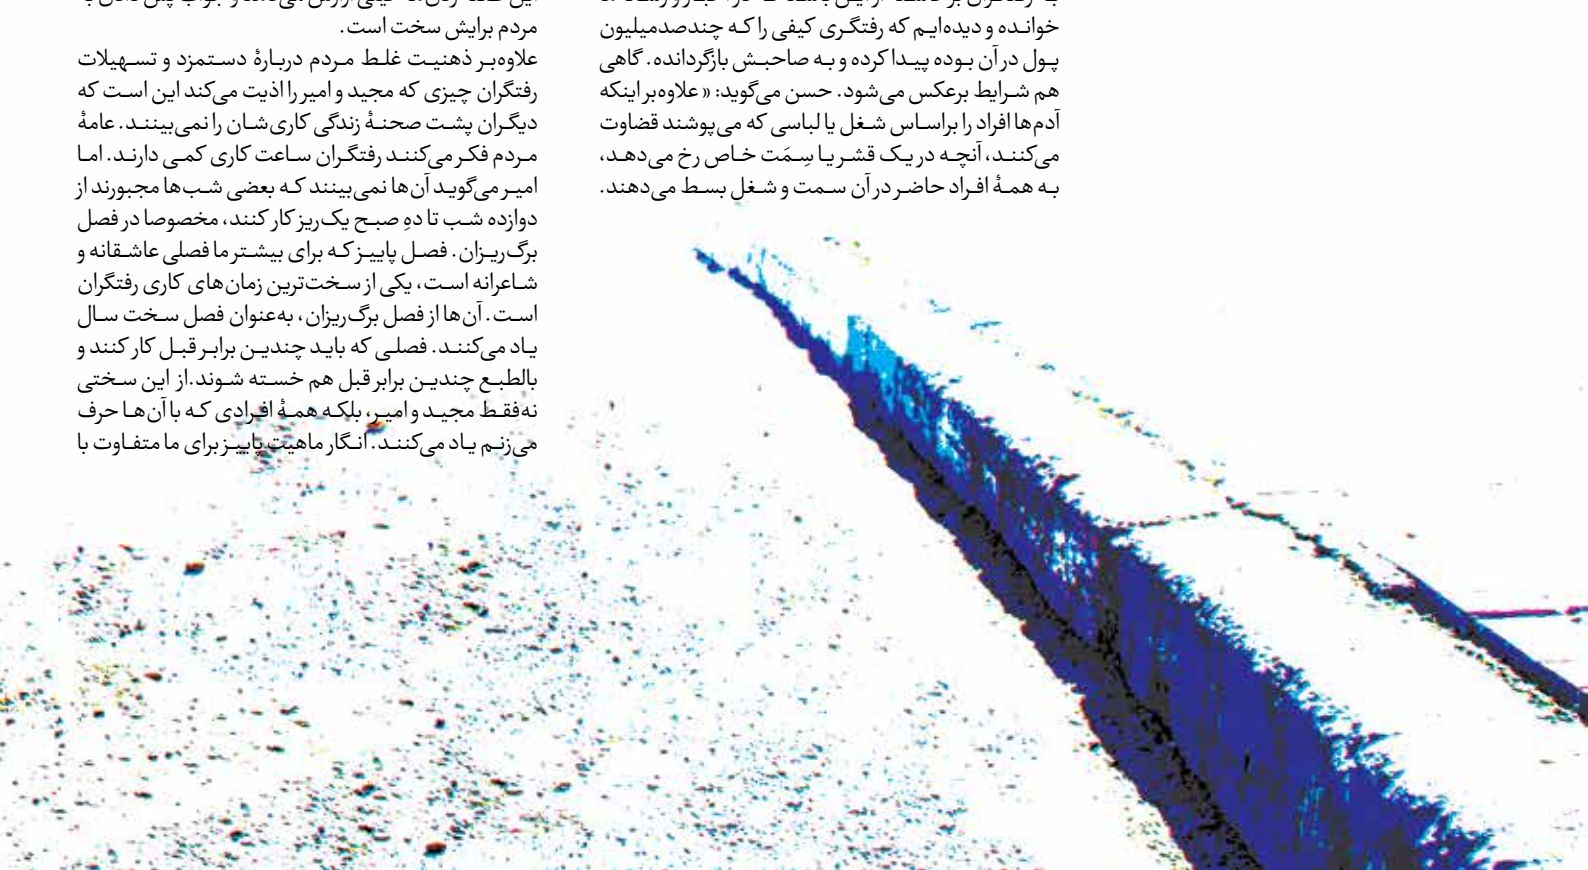 خوانده و دیده‌ایم که رفتگری کیفی را که چندصدمیلیون
پول در آن بوده پیدا کرده و به صاحبش بازگردانده. گاهی
هم شرایط برعکس می‌شود. حسن می‌گوید: « علاوه‌بر اینکه
آدم‌ها افراد را براساس شغل یا لباسی که می‌پوشند قضاوت
می‌کنند، آنچه در یک قشر یا سِمَت خاص رخ می‌دهد،
به همهٔ افراد حاضر در آن سمت و شغل بسط می‌دهند.
مردم برایش سخت است.
علاوه‌بر ذهنیت غلط مردم دربارهٔ دستمزد و تسهیلات
رفتگران چیزی که مجید و امیر را اذیت می‌کند این است که
دیگران پشت صحنهٔ زندگی کاری‌شان را نمی‌بینند. عامهٔ
مردم فکر می‌کنند رفتگران ساعت کاری کمی دارند. اما
امیر می‌گوید آن‌ها نمی‌بینند که بعضی شب‌ها مجبورند از
دوازده شب تا دهِ صبح یک‌ریز کار کنند، مخصوصا در فصل
برگ‌ریزان. فصل پاییز که برای بیشتر ما فصلی عاشقانه و
شاعرانه است، یکی از سخت‌ترین زمان‌های کاری رفتگران
است. آن‌ها از فصل برگ‌ریزان، به‌عنوان فصل سخت سال
یاد می‌کنند. فصلی که باید چندین برابر قبل کار کنند و
بالطبع چندین برابر قبل هم خسته شوند.از این سختی
نه‌فقط مجید و امیر، بلکه همهٔ افرادی که با آن‌ها حرف
می‌زنم یاد می‌کنند. انگار ماهیت پاییز برای ما متفاوت با